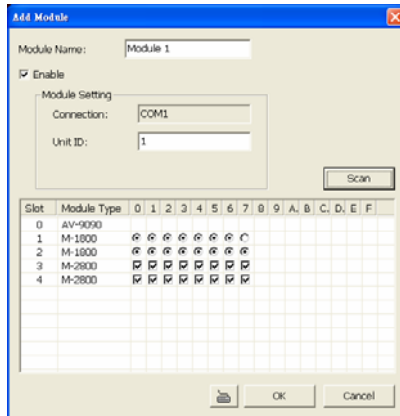 Add Module
Module Name: Module 1
Enable
Module Setting
Connection: COM1
Unit ID: 1
Scan
Slot Module Type 0 1 2 3 4 5 6 7 8 9 A. B C. D. E F
0 AV-9090
1 M-1800
2 M-1800
3 M-2800
4 M-2800
OK Cancel